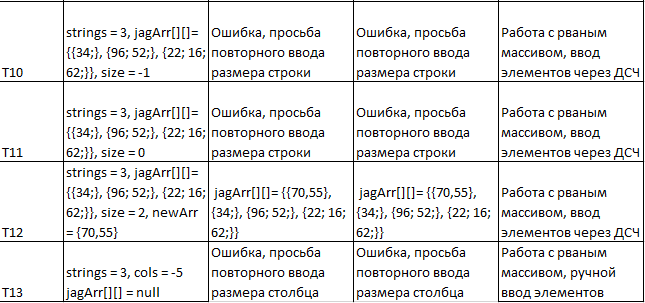 T10
strings = 3, jagArr[][]=
{{34;}, {96; 52;}, {22; 16;
62;}}, size = -1
Ошибка, просьба
повторного ввода
размера строки
Ошибка, просьба
повторного ввода
размера строки
Работа с рваным
массивом, ввод
элементов через ДСЧ
T11
strings = 3, jagArr[][]=
{{34;}, {96; 52;}, {22; 16;
62;}}, size = 0
Ошибка, просьба
повторного ввода
размера строки
Ошибка, просьба
повторного ввода
размера строки
Работа с рваным
массивом, ввод
элементов через ДСЧ
T12
strings = 3, jagArr[][]=
{{34;}, {96; 52;}, {22; 16;
62;}}, size = 2, newArr
= {70,55}
jagArr[][]= {{70,55},
{34;}, {96; 52;}, {22; 16;
62;}}
jagArr[][]= {{70,55},
{34;}, {96; 52;}, {22; 16;
62;}}
Работа с рваным
массивом, ввод
элементов через ДСЧ
T13
strings = 3, cols = -5
jagArr[][] = null
Ошибка, просьба
повторного ввода
размера столбца
Ошибка, просьба
повторного ввода
размера столбца
Работа с рваным
массивом, ручной
ввод элементов